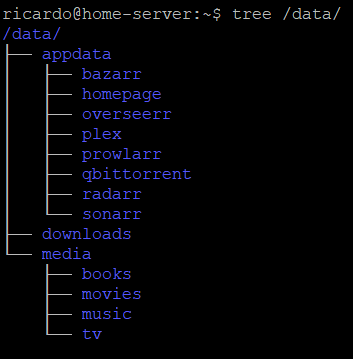 ricardo@home-server:~$ tree /data/
/data/
├── appdata
│   ├── bazarr
│   ├── homepage
│   ├── overseerr
│   ├── plex
│   ├── prowlarr
│   ├── qbittorrent
│   ├── radarr
│   └── sonarr
├── downloads
└── media
    ├── books
    ├── movies
    ├── music
    └── tv